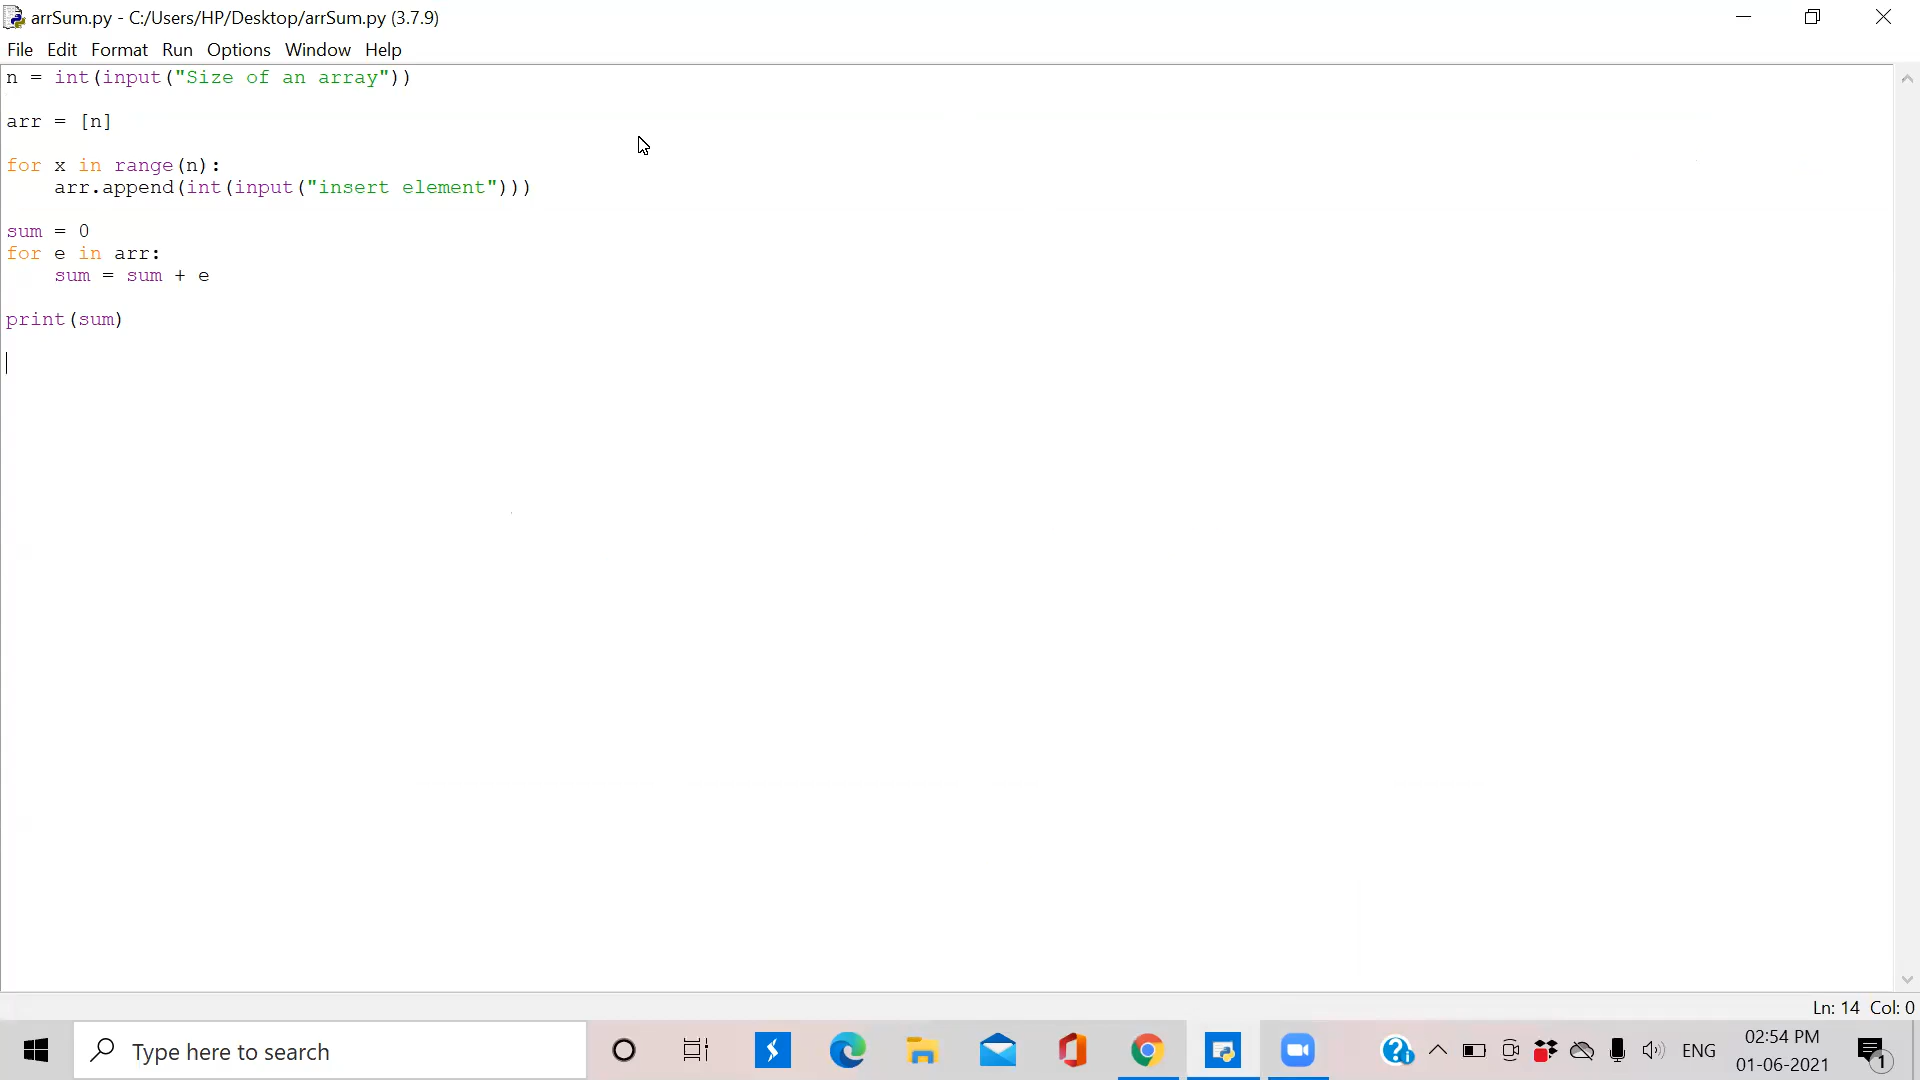 arrSum.py - C:/Users/HP/Desktop/arrSum.py (3.7.9)
File Edit Format Run Options Window Help
n = int(input("Size of an array"))
arr = [n]
for x in range(n):
    arr.append(int(input("insert element")))
sum = 0
for e in arr:
    sum = sum + e
print(sum)
Ln: 14 Col: 0
Type here to search
ENG
02:54 PM
01-06-2021
1